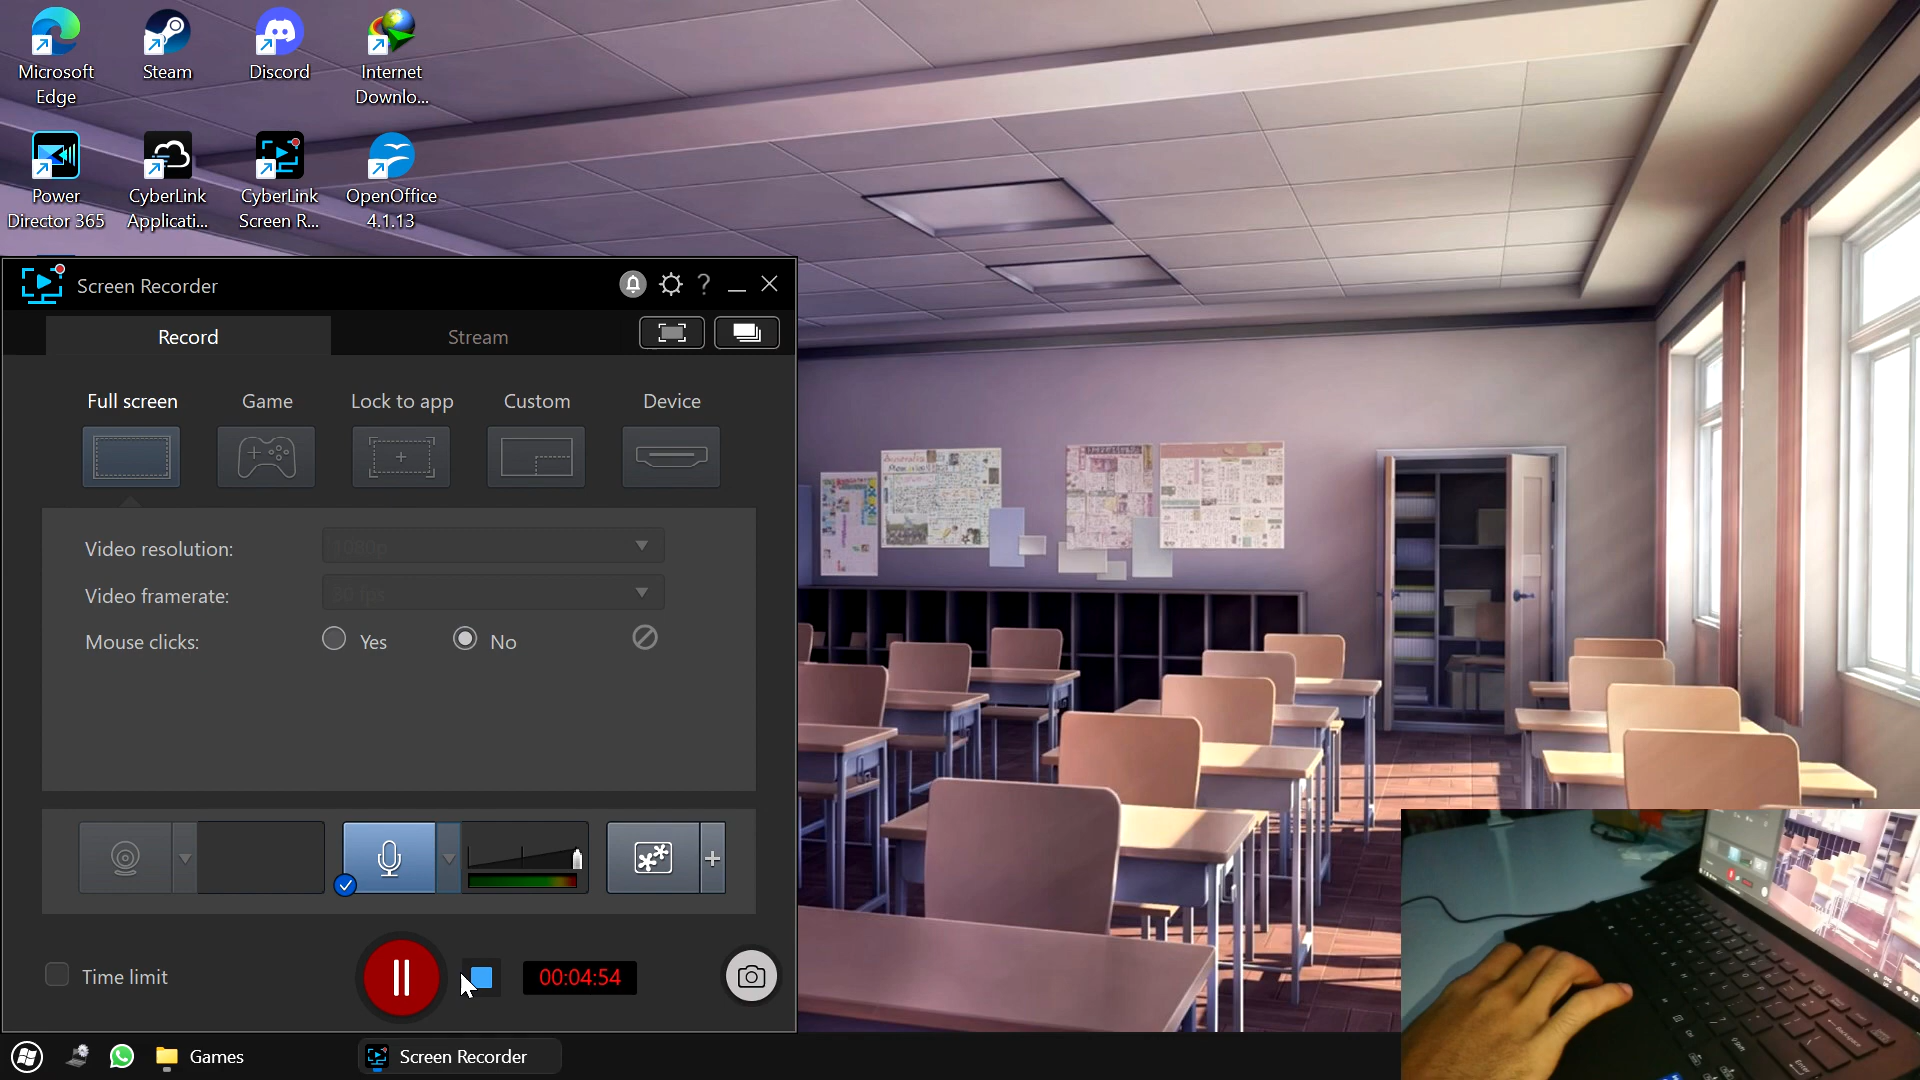 Microsoft
Edge
Steam
Discord
Internet
Downlo...
Power
Director 365
CyberLink
Applicati...
CyberLink
Screen R...
OpenOffice
4.1.13
Screen Recorder
?
Record
Stream
Full screen
Game
Lock to app
Custom
Device
Video resolution:
1080p
Video framerate:
Mouse clicks:
Yes
No
Time limit
00:04:54
Games
Screen Recorder